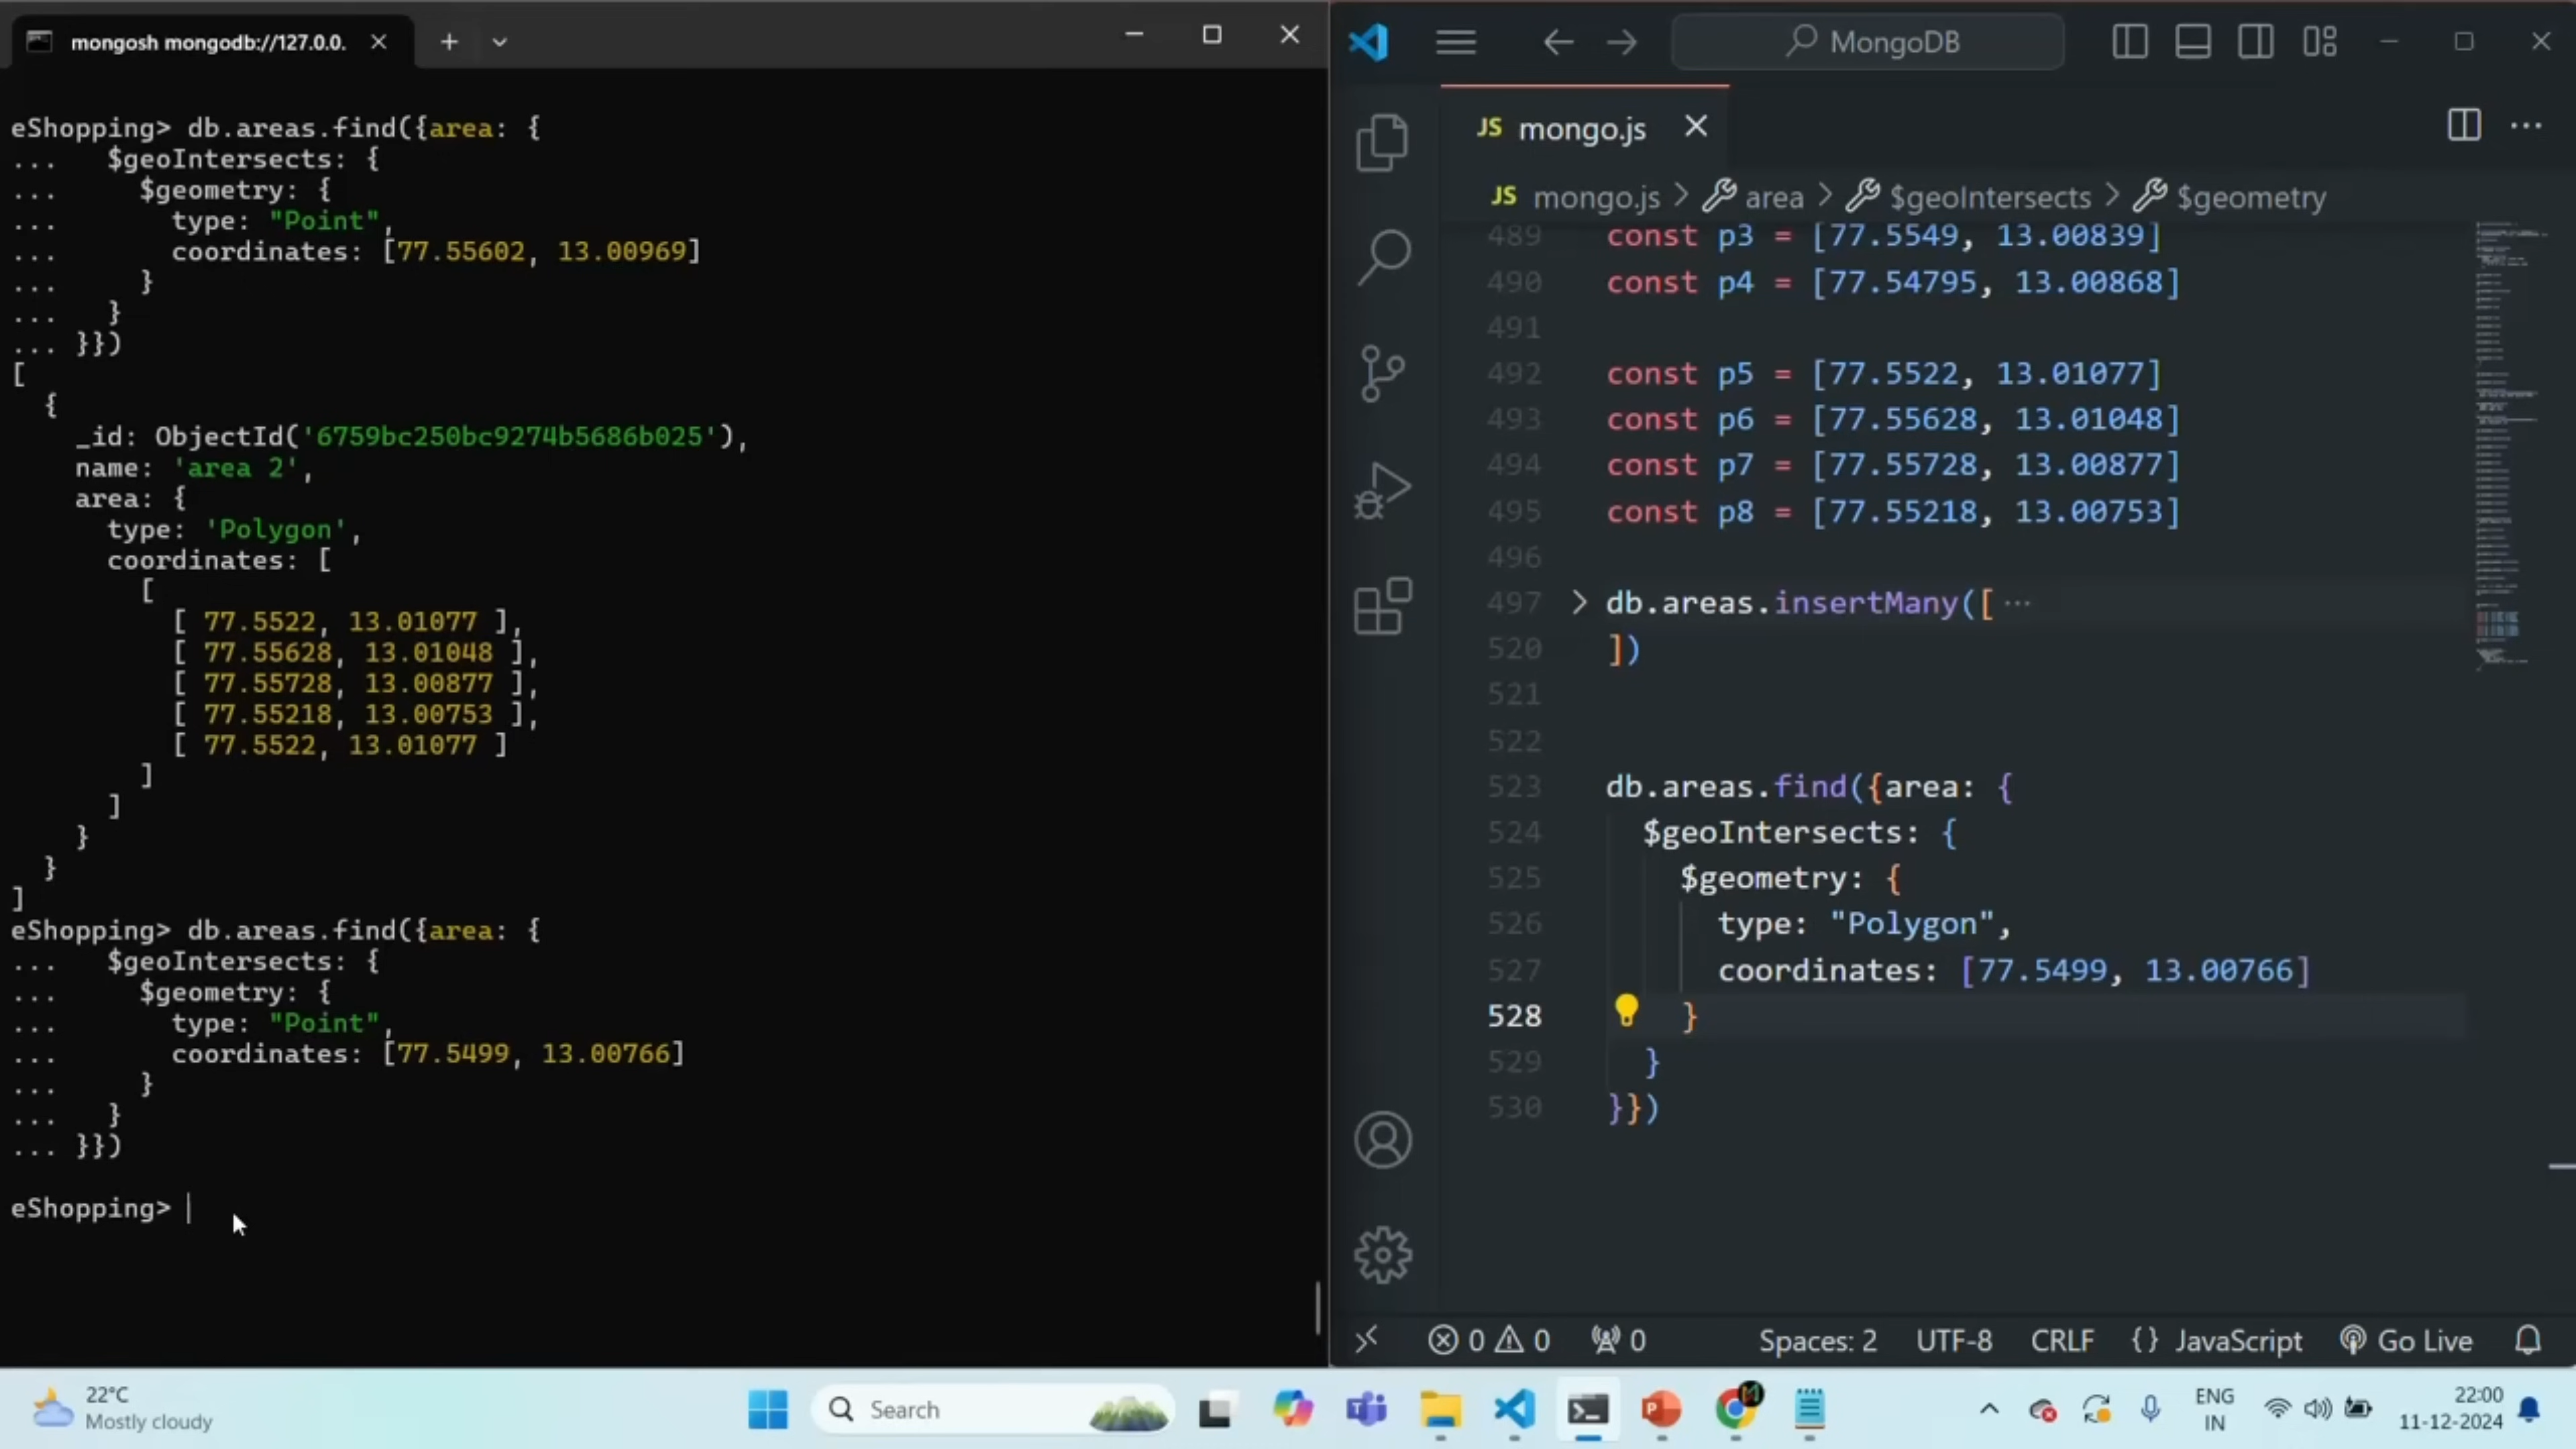 mongosh mongodb://127.0.0.
eShopping> db.areas.find({area: {
...   $geoIntersects: {
...     $geometry: {
...       type: "Point",
...       coordinates: [77.55602, 13.00969]
...     }
...   }
... }})
[
  {
    _id: ObjectId('6759bc250bc9274b5686b025'),
    name: 'area 2',
    area: {
      type: 'Polygon',
      coordinates: [
        [
          [ 77.5522, 13.01077 ],
          [ 77.55628, 13.01048 ],
          [ 77.55728, 13.00877 ],
          [ 77.55218, 13.00753 ],
          [ 77.5522, 13.01077 ]
        ]
      ]
    }
  }
]
eShopping> db.areas.find({area: {
...   $geoIntersects: {
...     $geometry: {
...       type: "Point",
...       coordinates: [77.5499, 13.00766]
...     }
...   }
... }})
eShopping>
MongoDB
JS mongo.js
JS mongo.js > area > $geoIntersects > $geometry
489 const p3 = [77.5549, 13.00839]
490 const p4 = [77.54795, 13.00868]
491
492 const p5 = [77.5522, 13.01077]
493 const p6 = [77.55628, 13.01048]
494 const p7 = [77.55728, 13.00877]
495 const p8 = [77.55218, 13.00753]
496
497 > db.areas.insertMany([ ...
520 ])
521
522
523 db.areas.find({area: {
524   $geoIntersects: {
525     $geometry: {
526       type: "Polygon",
527       coordinates: [77.5499, 13.00766]
528     }
529   }
530 }})
0 0 0 Spaces: 2 UTF-8 CRLF {} JavaScript Go Live
22°C
Mostly cloudy
Search
ENG
IN
22:00
11-12-2024